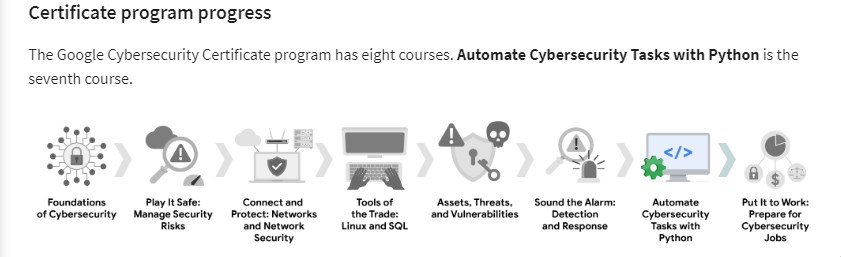 Certificate program progress
The Google Cybersecurity Certificate program has eight courses. Automate Cybersecurity Tasks with Python is the
seventh course.
</>
Foundations
of Cybersecurity
Play It Safe:
Manage Security
Risks
Connect and
Protect: Networks
and Network
Security
Tools of
the Trade:
Linux and SQL
Assets, Threats,
and Vulnerabilities
Sound the Alarm:
Detection
and Response
Automate
Cybersecurity
Tasks with
Python
Put It to Work:
Prepare for
Cybersecurity
Jobs
$